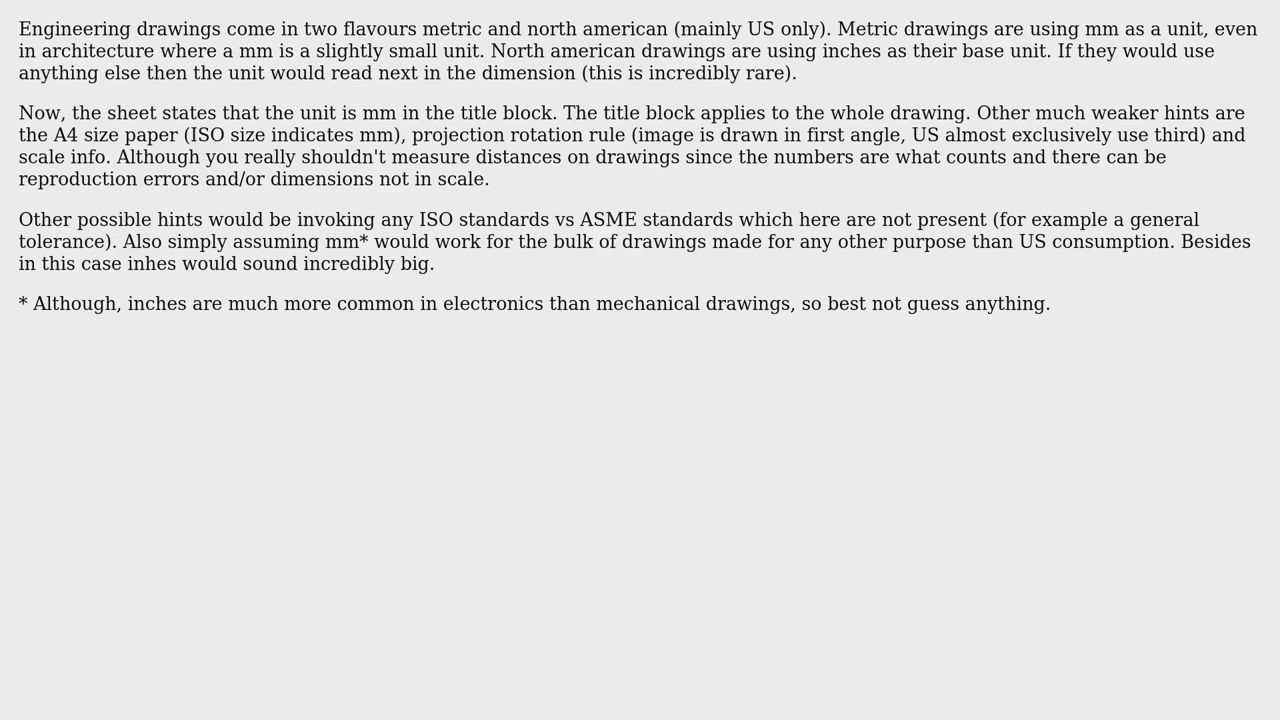 Engineering drawings come in two flavours metric and north american (mainly US only). Metric drawings are using mm as a unit, even
in architecture where a mm is a slightly small unit. North american drawings are using inches as their base unit. If they would use
anything else then the unit would read next in the dimension (this is incredibly rare).
Now, the sheet states that the unit is mm in the title block. The title block applies to the whole drawing. Other much weaker hints are
the A4 size paper (ISO size indicates mm), projection rotation rule (image is drawn in first angle, US almost exclusively use third) and
scale info. Although you really shouldn't measure distances on drawings since the numbers are what counts and there can be
reproduction errors and/or dimensions not in scale.
Other possible hints would be invoking any ISO standards vs ASME standards which here are not present (for example a general
tolerance). Also simply assuming mm* would work for the bulk of drawings made for any other purpose than US consumption. Besides
in this case inhes would sound incredibly big.
* Although, inches are much more common in electronics than mechanical drawings, so best not guess anything.